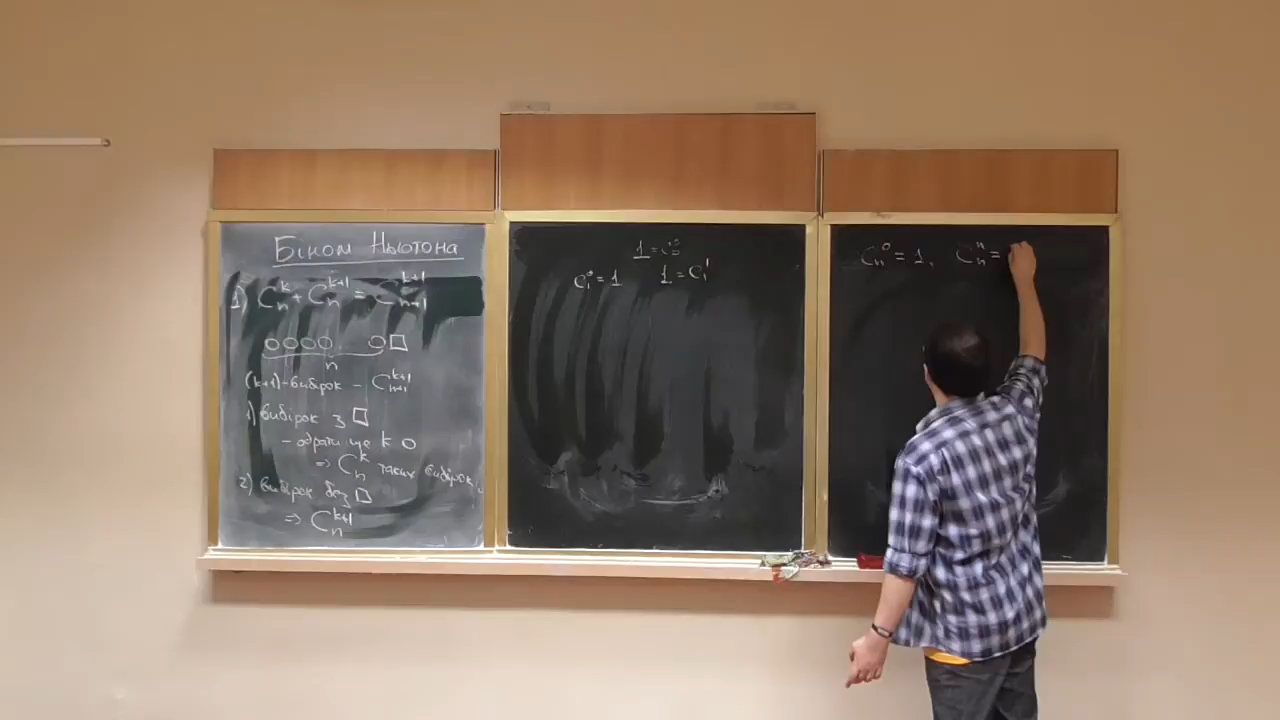 Біном Ньютона
1) Cₙᵏ + Cₙᵏ⁺¹ = Cₙ₊₁ᵏ⁺¹
n
(k+1)-вибірок - Cₙ₊₁ᵏ⁺¹
1) вибірок з □
- обрати ще k O
⇒ Cₙᵏ таких вибірок
2) вибірок без □
⇒ Cₙᵏ⁺¹
1 = C₀⁰
C₁⁰ = 1 1 = C₁¹
Cₙ⁰ = 1, Cₙⁿ =